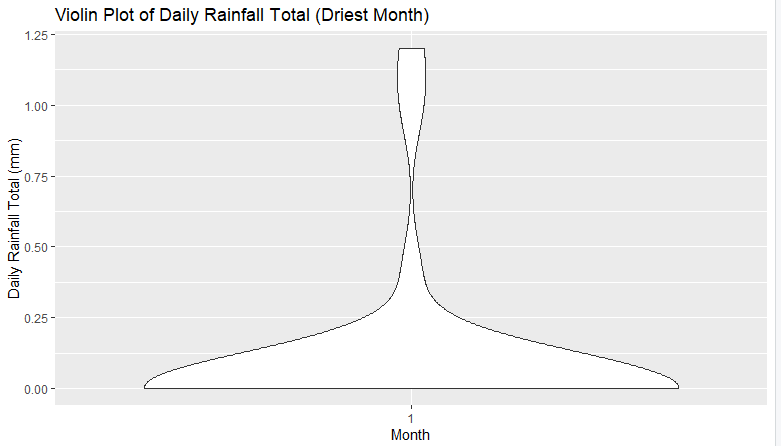 Violin Plot of Daily Rainfall Total (Driest Month)
1.25
1.00
0.75
0.50
0.25
0.00
Daily Rainfall Total (mm)
1
Month